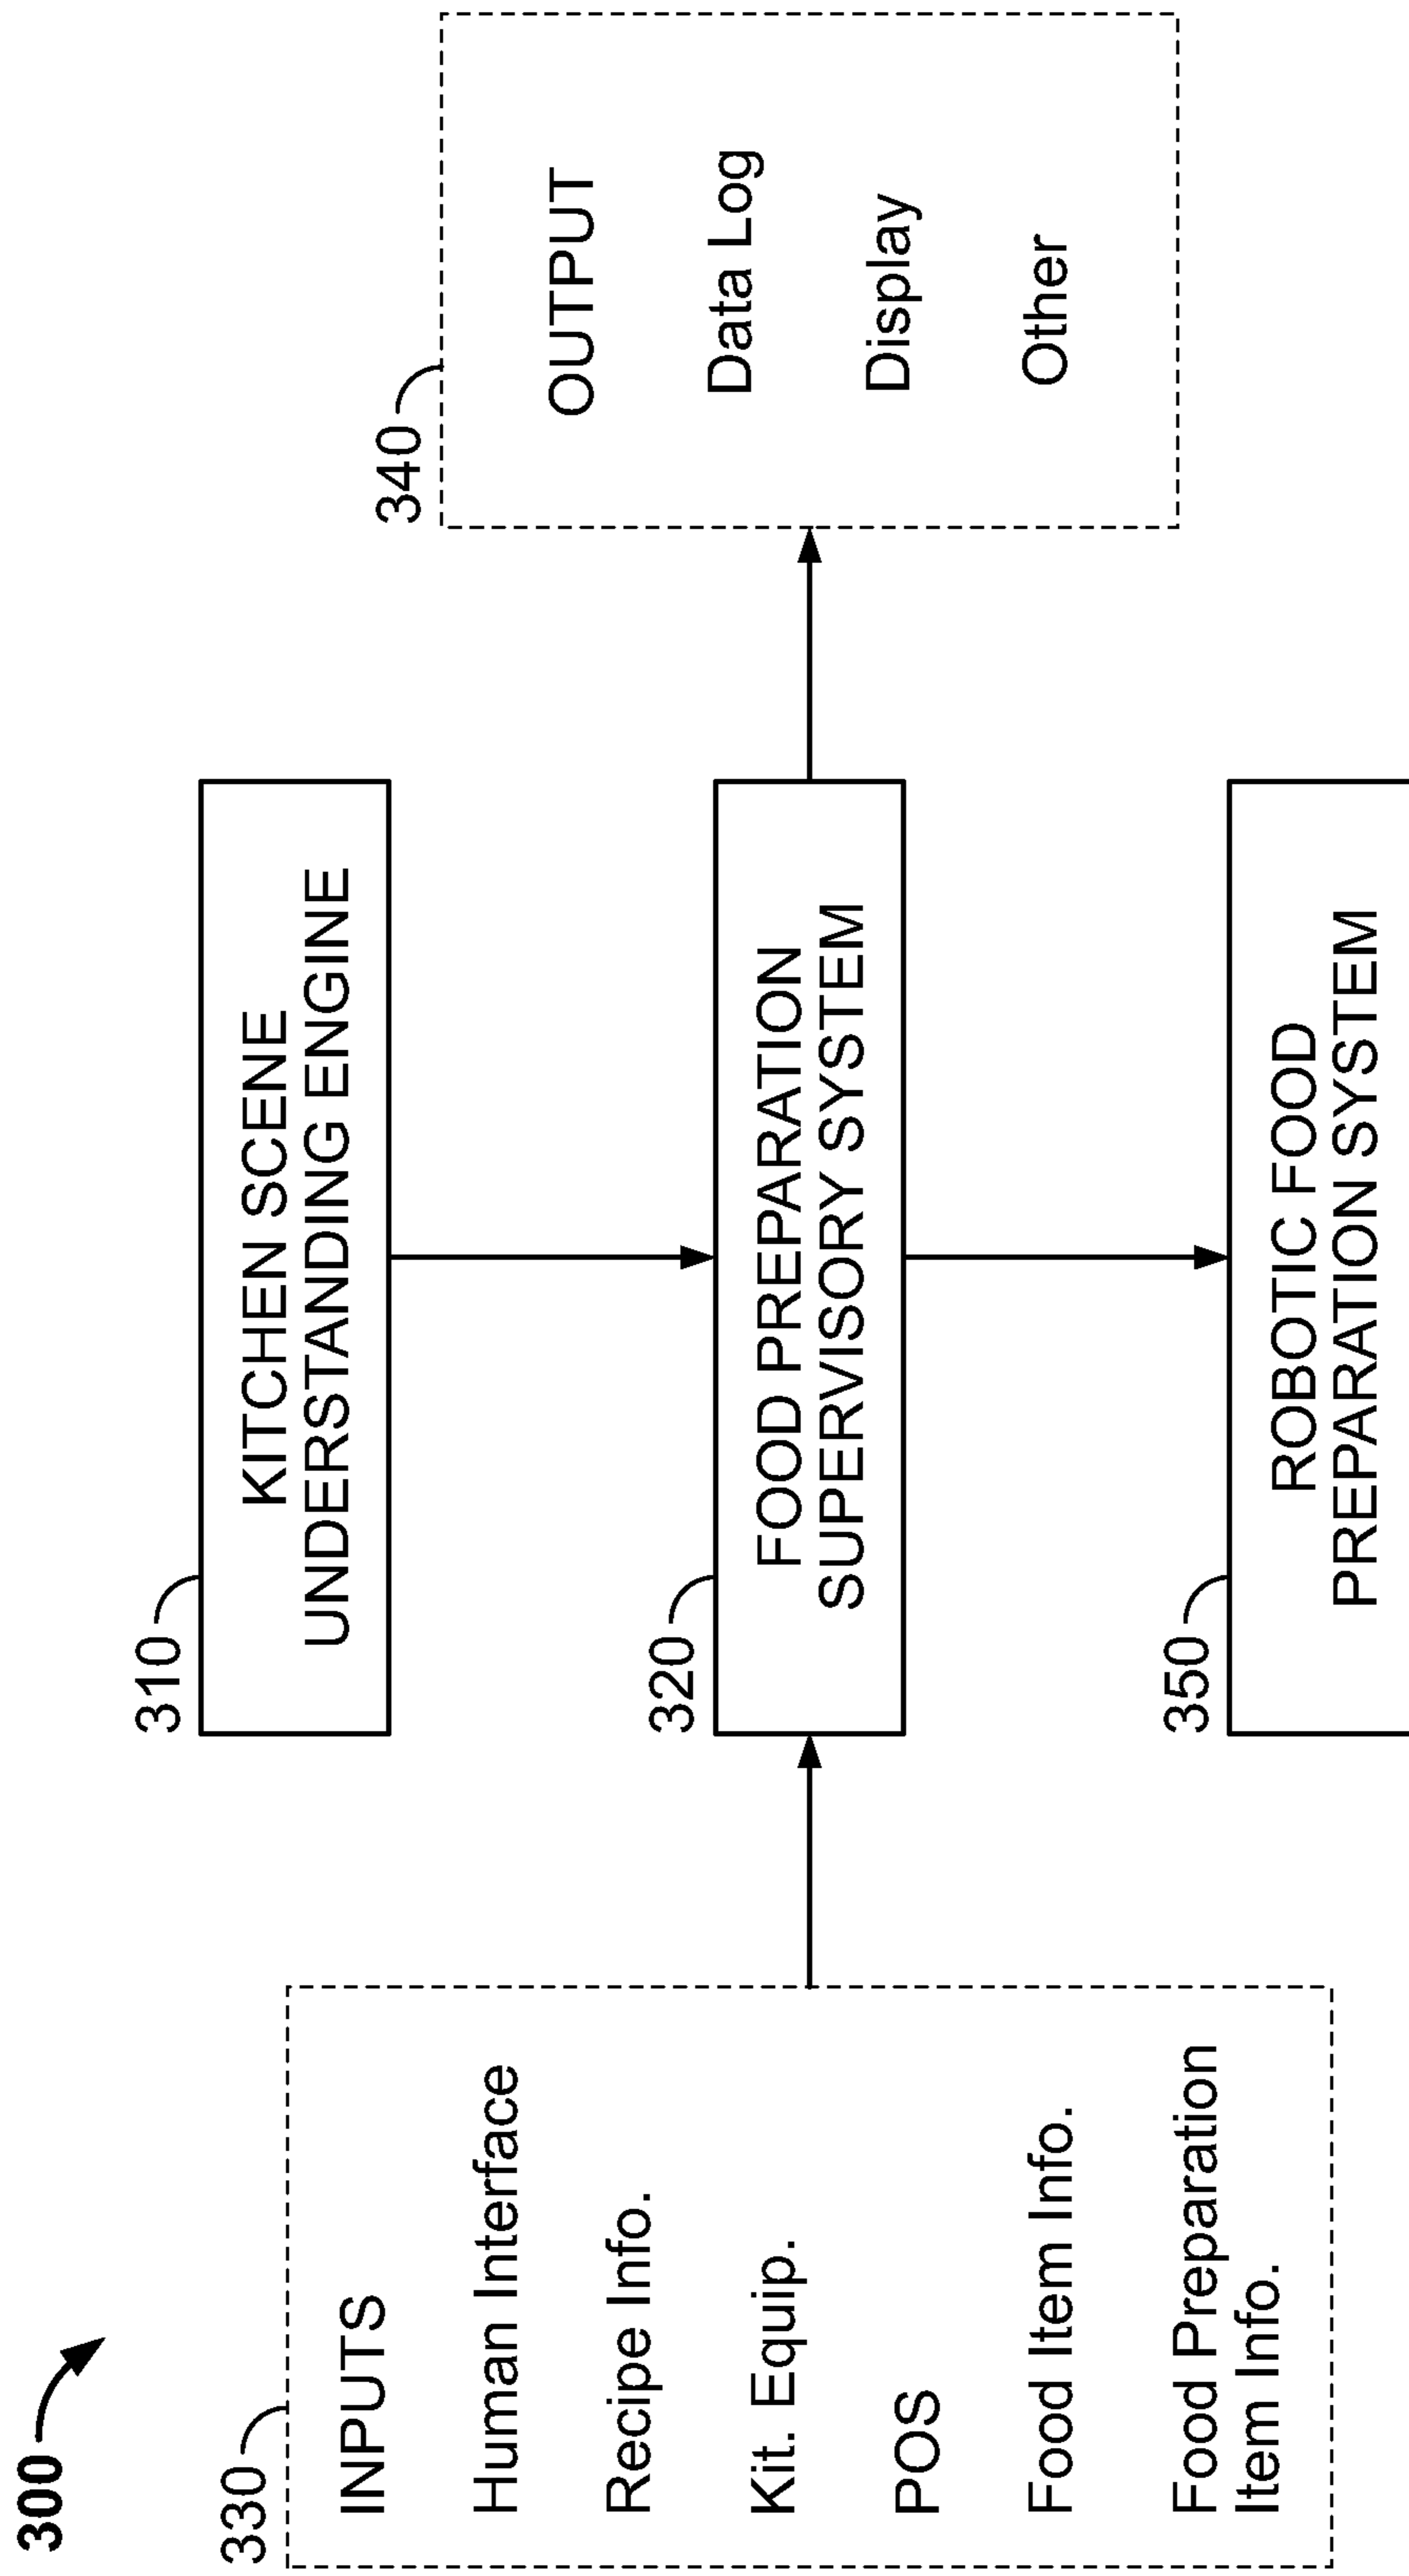 300
330
INPUTS
Human Interface
Recipe Info.
Kit. Equip.
POS
Food Item Info.
Food Preparation
Item Info.
310
KITCHEN SCENE
UNDERSTANDING ENGINE
320
FOOD PREPARATION
SUPERVISORY SYSTEM
350
ROBOTIC FOOD
PREPARATION SYSTEM
340
OUTPUT
Data Log
Display
Other